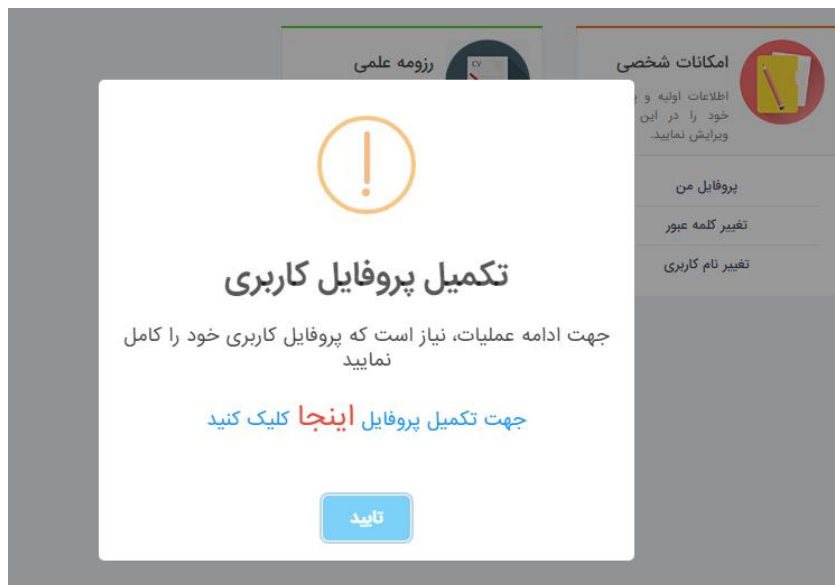 امکانات شخصی
اطلاعات اولیه و
خود را در این
ویرایش نمایید.
پروفایل من
تغییر کلمه عبور
تغییر نام کاربری
رزومه علمی
CV
تکمیل پروفایل کاربری
جهت ادامه عملیات، نیاز است که پروفایل کاربری خود را کامل
نمایید
جهت تکمیل پروفایل اینجا کلیک کنید
تایید